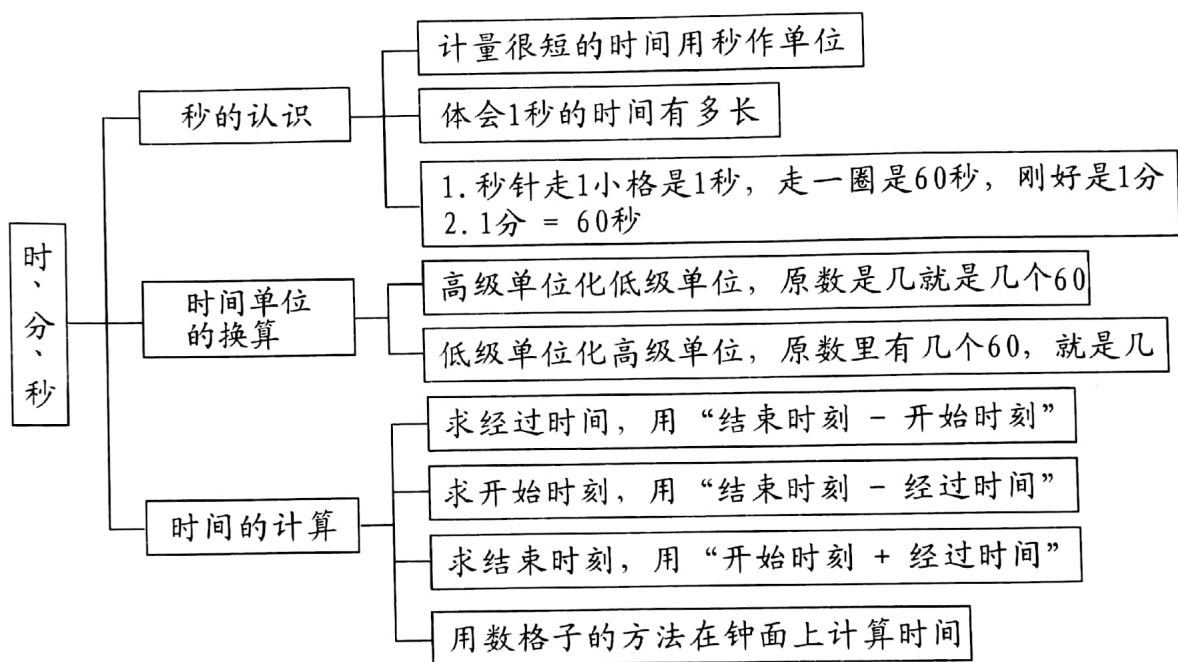 时、分、秒
秒的认识
计量很短的时间用秒作单位
体会1秒的时间有多长
1.秒针走1小格是1秒，走一圈是60秒，刚好是1分
2.1分 = 60秒
时间单位
的换算
高级单位化低级单位，原数是几就是几个60
低级单位化高级单位，原数里有几个60，就是几
时间的计算
求经过时间，用“结束时刻 - 开始时刻”
求开始时刻，用“结束时刻 - 经过时间”
求结束时刻，用“开始时刻 + 经过时间”
用数格子的方法在钟面上计算时间